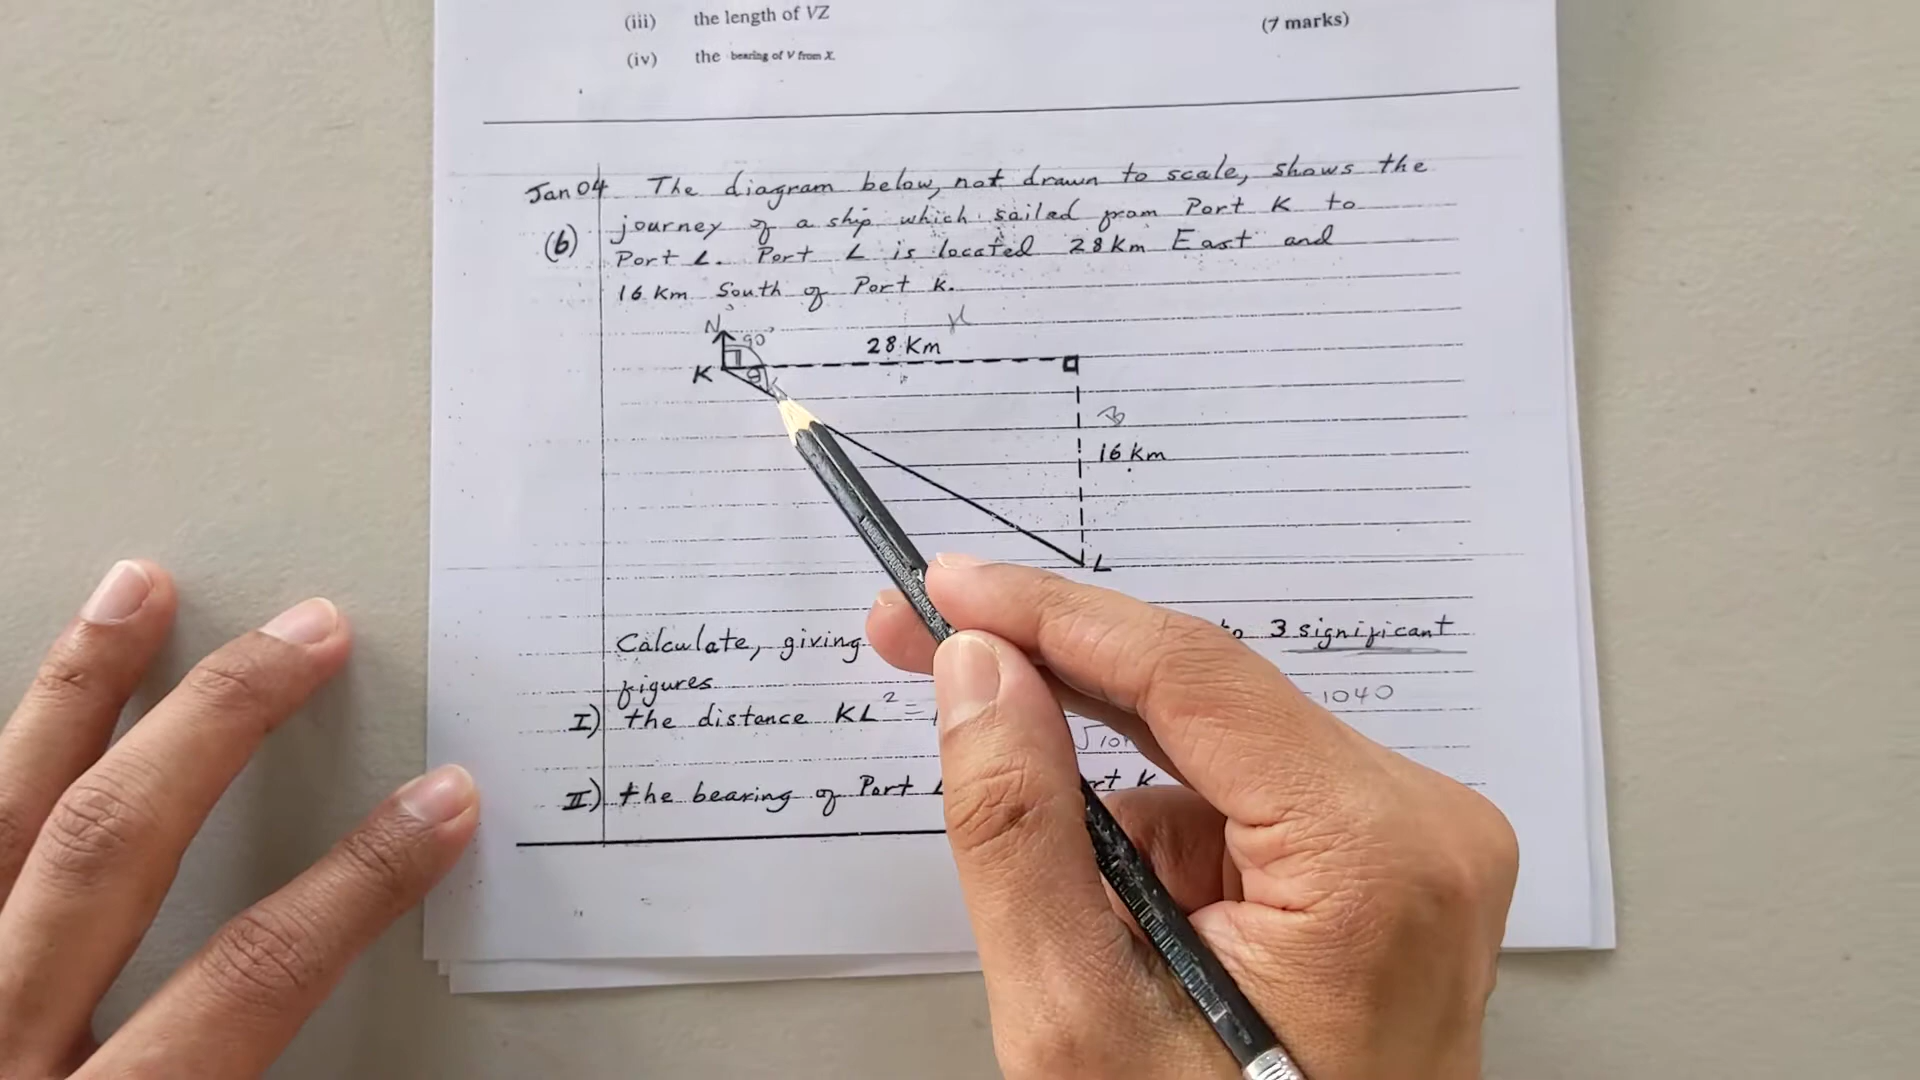 (iii) the length of VZ (7 marks)
(iv) the bearing of V from X.
Jan 04 The diagram below, not drawn to scale, shows the
(b) journey of a ship which sailed from Port K to
Port L. Port L is located 28 Km East and
16 Km South of Port K.
N
90°
28 Km
K θ
16 km
L
Calculate, giving to 3 significant
figures
I) the distance KL² = 1040
√10
II) the bearing of Port L Port K